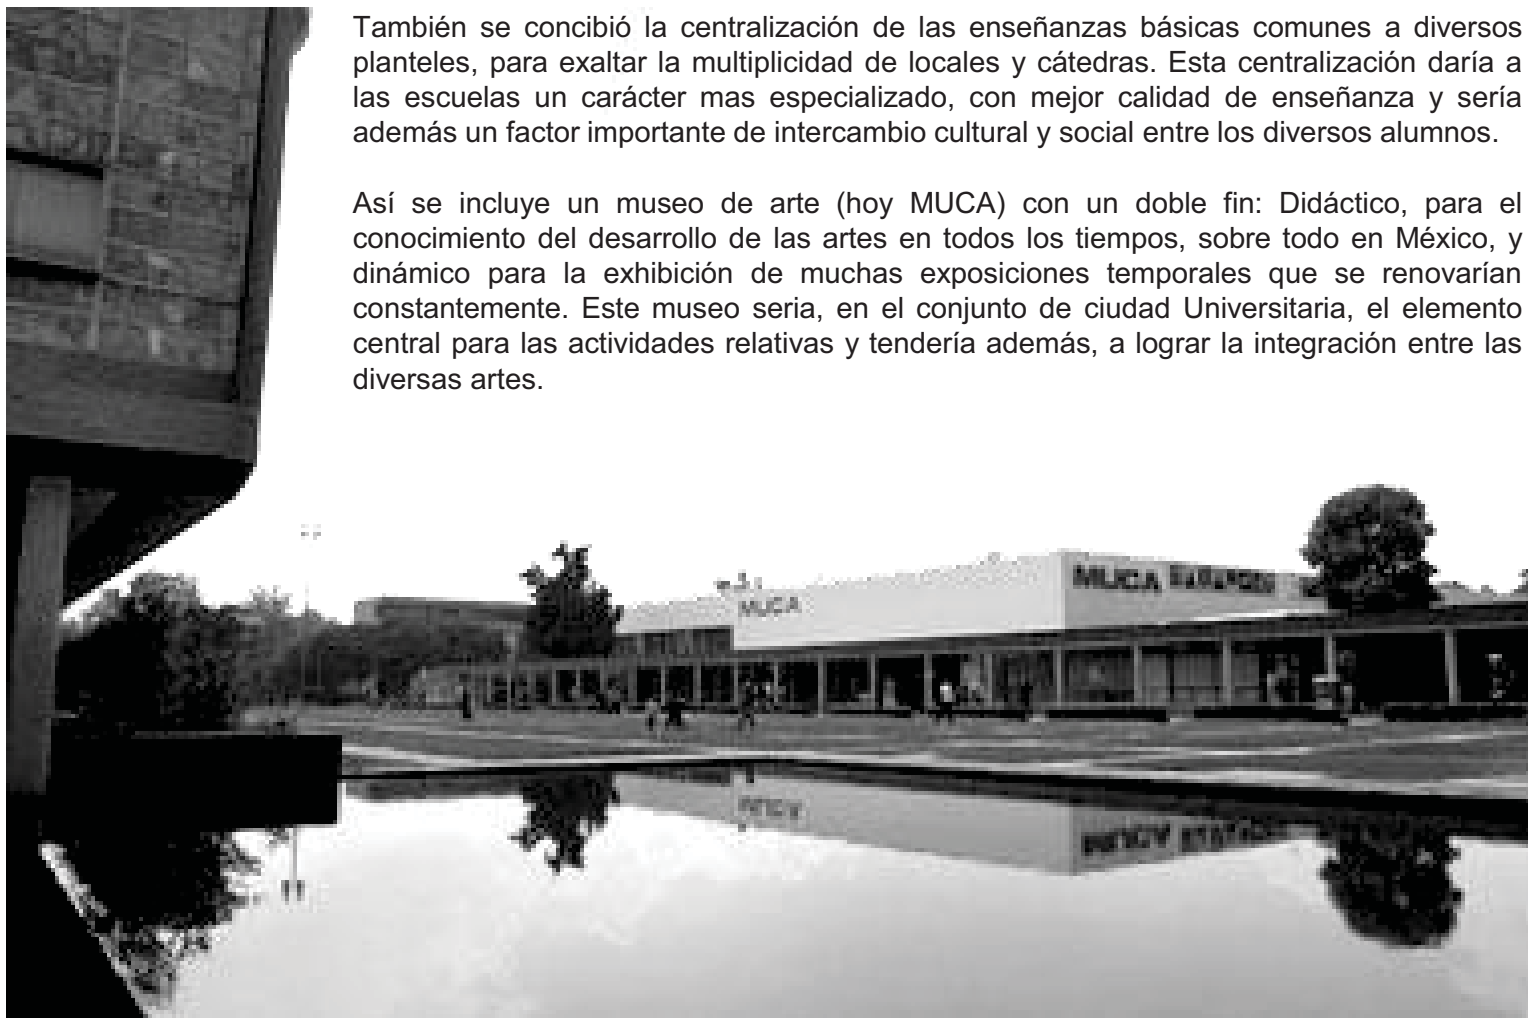 También se concibió la centralización de las enseñanzas básicas comunes a diversos
planteles, para exaltar la multiplicidad de locales y cátedras. Esta centralización daría a
las escuelas un carácter mas especializado, con mejor calidad de enseñanza y sería
además un factor importante de intercambio cultural y social entre los diversos alumnos.
Así se incluye un museo de arte (hoy MUCA) con un doble fin: Didáctico, para el
conocimiento del desarrollo de las artes en todos los tiempos, sobre todo en México, y
dinámico para la exhibición de muchas exposiciones temporales que se renovarían
constantemente. Este museo seria, en el conjunto de ciudad Universitaria, el elemento
central para las actividades relativas y tendería además, a lograr la integración entre las
diversas artes.
MUCA
MUCA